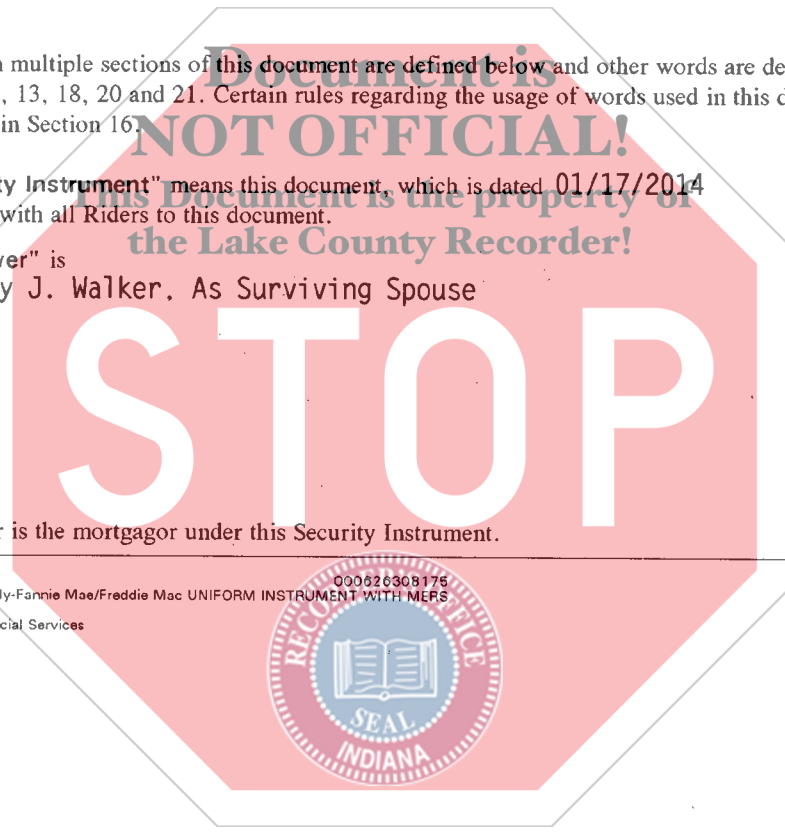 multiple sections of this document are defined below and other words are de
, 13, 18, 20 and 21. Certain rules regarding the usage of words used in this d
in Section 16.
Document is
NOT OFFICIAL!
This Document is the property of
the Lake County Recorder!
ty Instrument" means this document, which is dated 01/17/2014
with all Riders to this document.
er" is
y J. Walker, As Surviving Spouse
STOP
r is the mortgagor under this Security Instrument.
000626308175
ly-Fannie Mae/Freddie Mac UNIFORM INSTRUMENT WITH MERS
cial Services
RECORDER'S OFFICE
SEAL
INDIANA